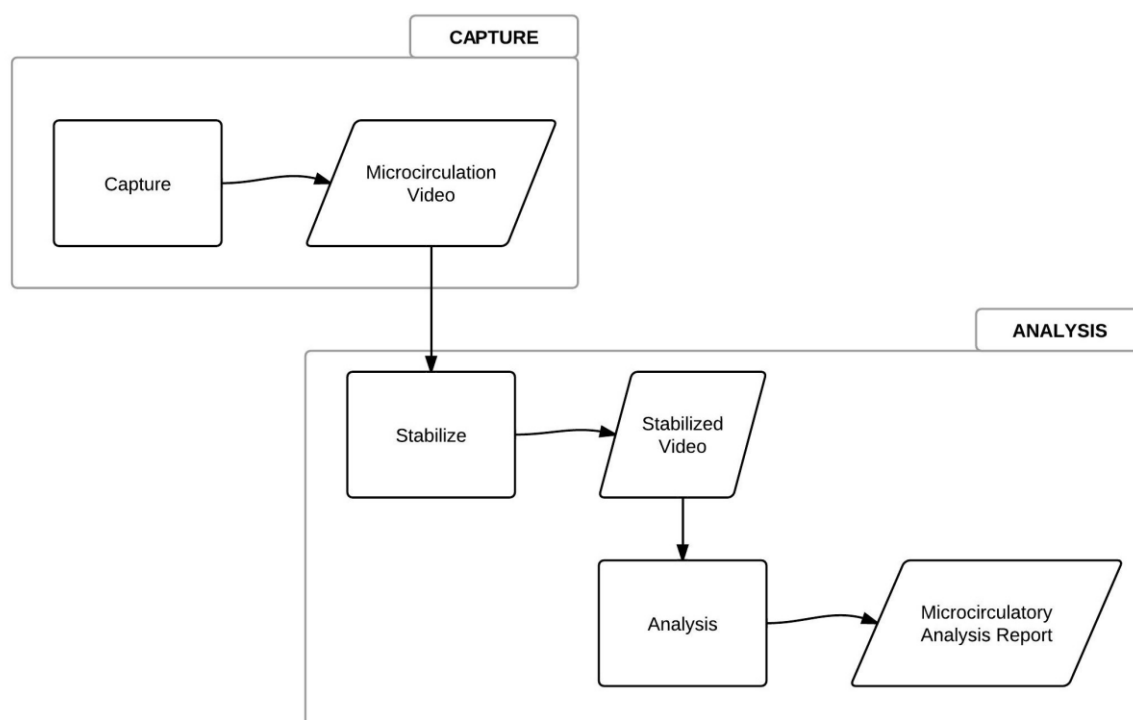 CAPTURE
Capture
Microcirculation
Video
ANALYSIS
Stabilize
Stabilized
Video
Analysis
Microcirculatory
Analysis Report